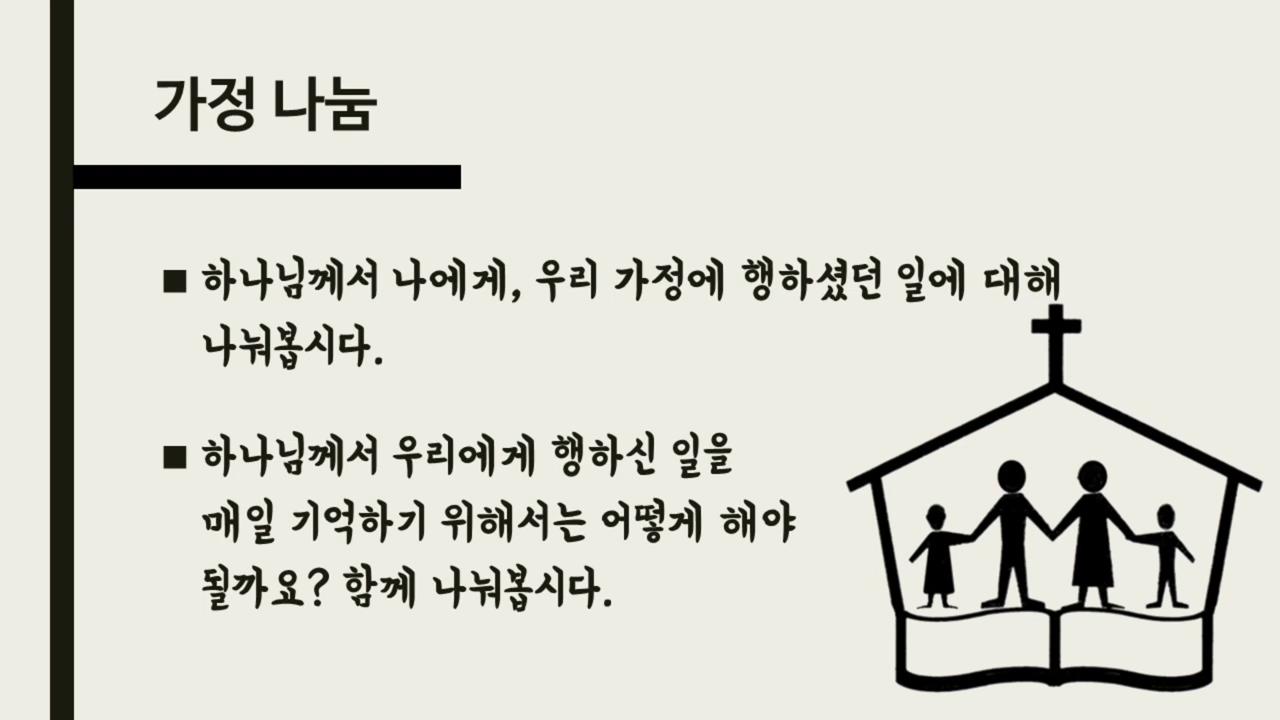 가정 나눔
■ 하나님께서 나에게, 우리 가정에 행하셨던 일에 대해
나눠봅시다.
■ 하나님께서 우리에게 행하신 일을
매일 기억하기 위해서는 어떻게 해야
될까요? 함께 나눠봅시다.